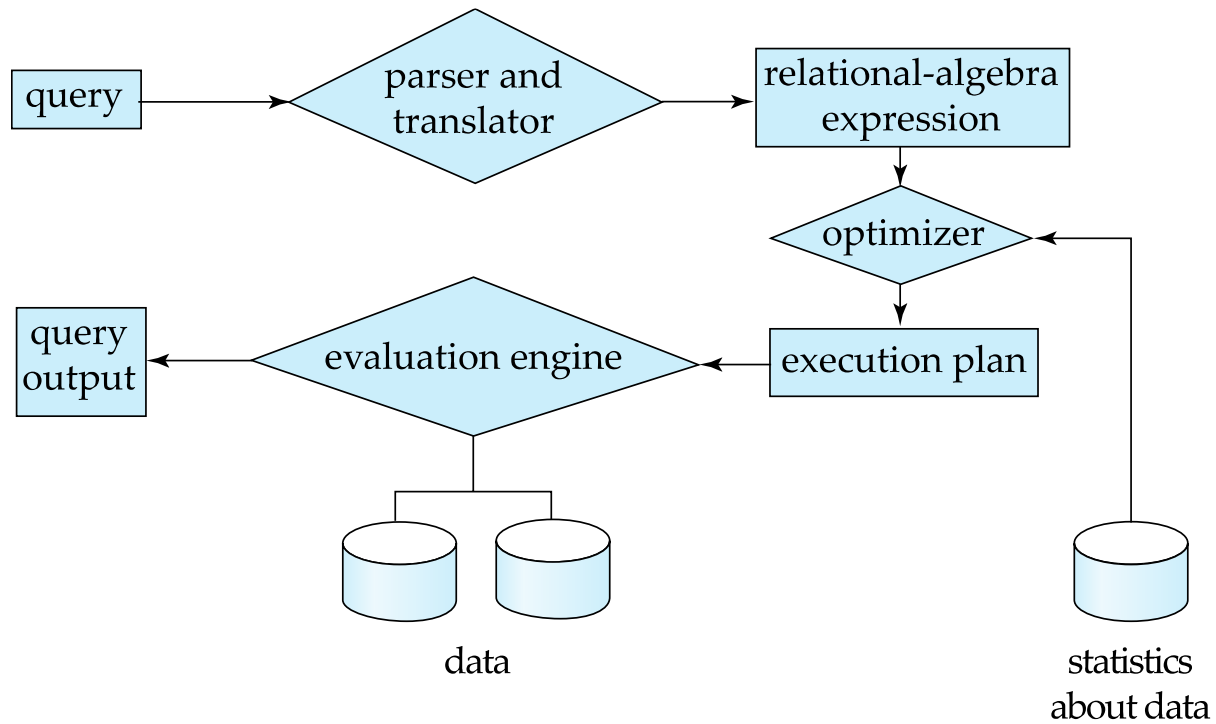 query
parser and
translator
relational-algebra
expression
optimizer
query
output
evaluation engine
execution plan
data
statistics
about data